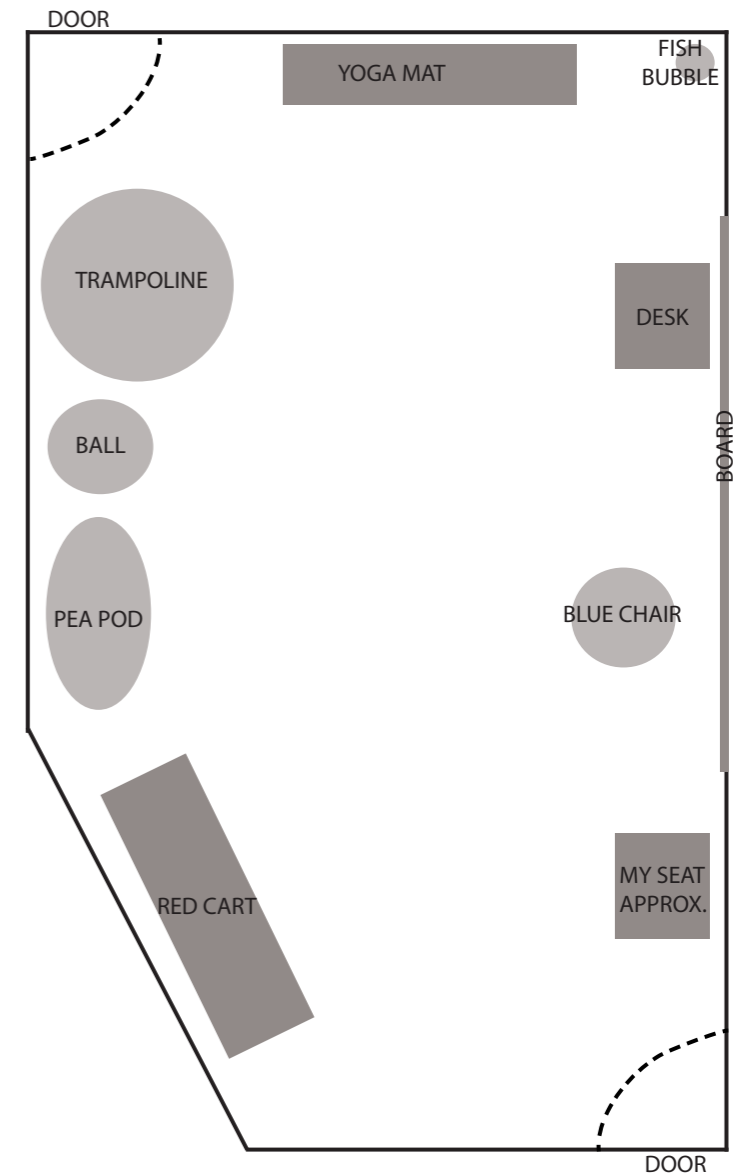 DOOR
YOGA MAT
FISH
BUBBLE
TRAMPOLINE
DESK
BALL
BOARD
PEA POD
BLUE CHAIR
MY SEAT
APPROX.
RED CART
DOOR